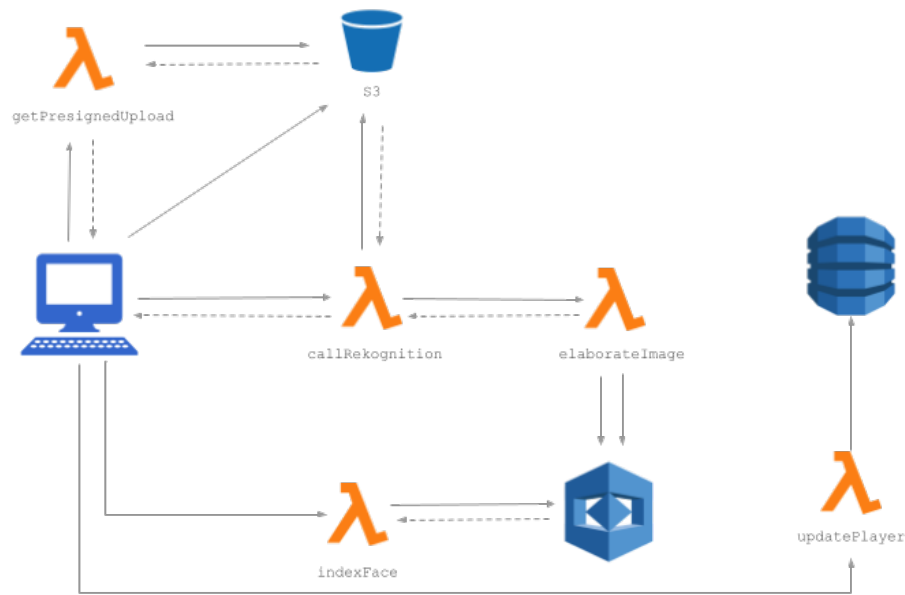 S3
getPresignedUpload
callRekognition
elaborateImage
updatePlayer
indexFace